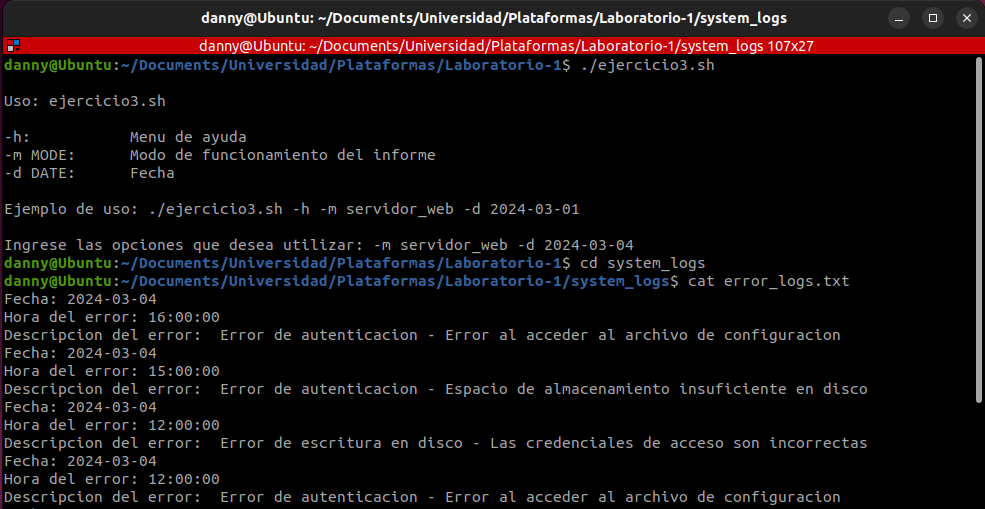 danny@Ubuntu: ~/Documents/Universidad/Plataformas/Laboratorio-1/system_logs
danny@Ubuntu: ~/Documents/Universidad/Plataformas/Laboratorio-1/system_logs 107x27
danny@Ubuntu:~/Documents/Universidad/Plataformas/Laboratorio-1$ ./ejercicio3.sh
Uso: ejercicio3.sh
-h: Menu de ayuda
-m MODE: Modo de funcionamiento del informe
-d DATE: Fecha
Ejemplo de uso: ./ejercicio3.sh -h -m servidor_web -d 2024-03-01
Ingrese las opciones que desea utilizar: -m servidor_web -d 2024-03-04
danny@Ubuntu:~/Documents/Universidad/Plataformas/Laboratorio-1$ cd system_logs
danny@Ubuntu:~/Documents/Universidad/Plataformas/Laboratorio-1/system_logs$ cat error_logs.txt
Fecha: 2024-03-04
Hora del error: 16:00:00
Descripcion del error:  Error de autenticacion - Error al acceder al archivo de configuracion
Fecha: 2024-03-04
Hora del error: 15:00:00
Descripcion del error:  Error de autenticacion - Espacio de almacenamiento insuficiente en disco
Fecha: 2024-03-04
Hora del error: 12:00:00
Descripcion del error:  Error de escritura en disco - Las credenciales de acceso son incorrectas
Fecha: 2024-03-04
Hora del error: 12:00:00
Descripcion del error:  Error de autenticacion - Error al acceder al archivo de configuracion